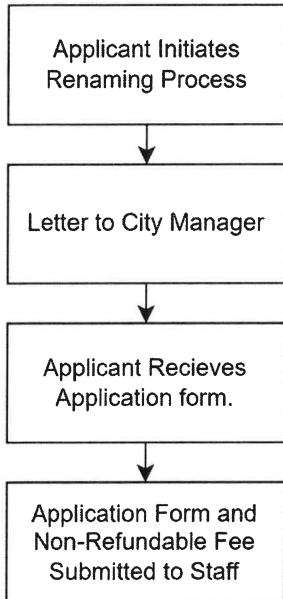 Applicant Initiates
Renaming Process
Letter to City Manager
Applicant Recieves
Application form.
Application Form and
Non-Refundable Fee
Submitted to Staff